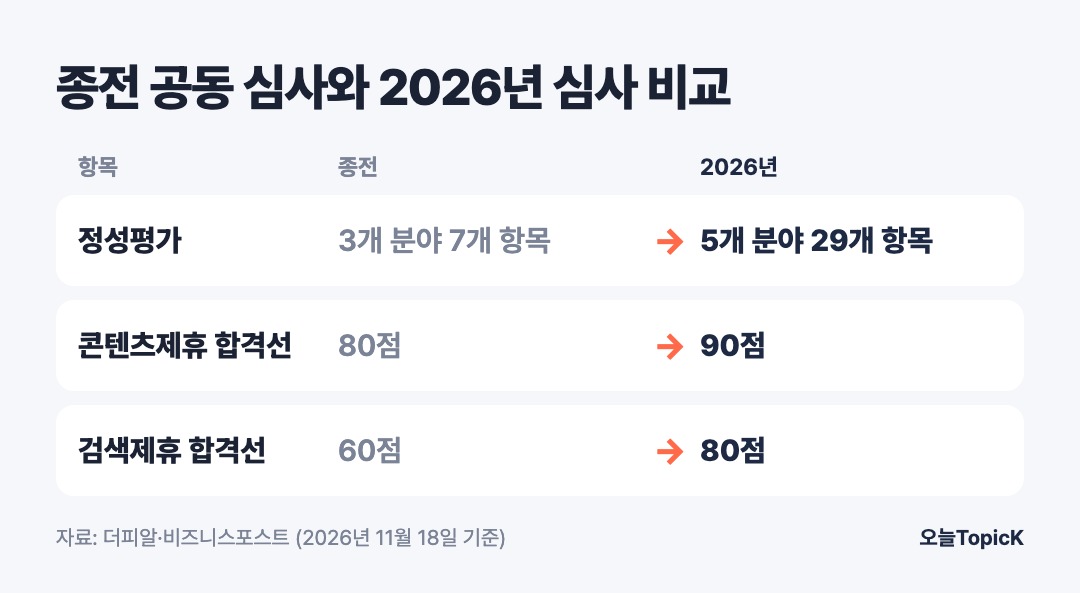 종전 공동 심사와 2026년 심사 비교
항목 종전 2026년
정성평가 3개 분야 7개 항목 → 5개 분야 29개 항목
콘텐츠제휴 합격선 80점 → 90점
검색제휴 합격선 60점 → 80점
자료: 더피알·비즈니스포스트 (2026년 11월 18일 기준) 오늘TopicK